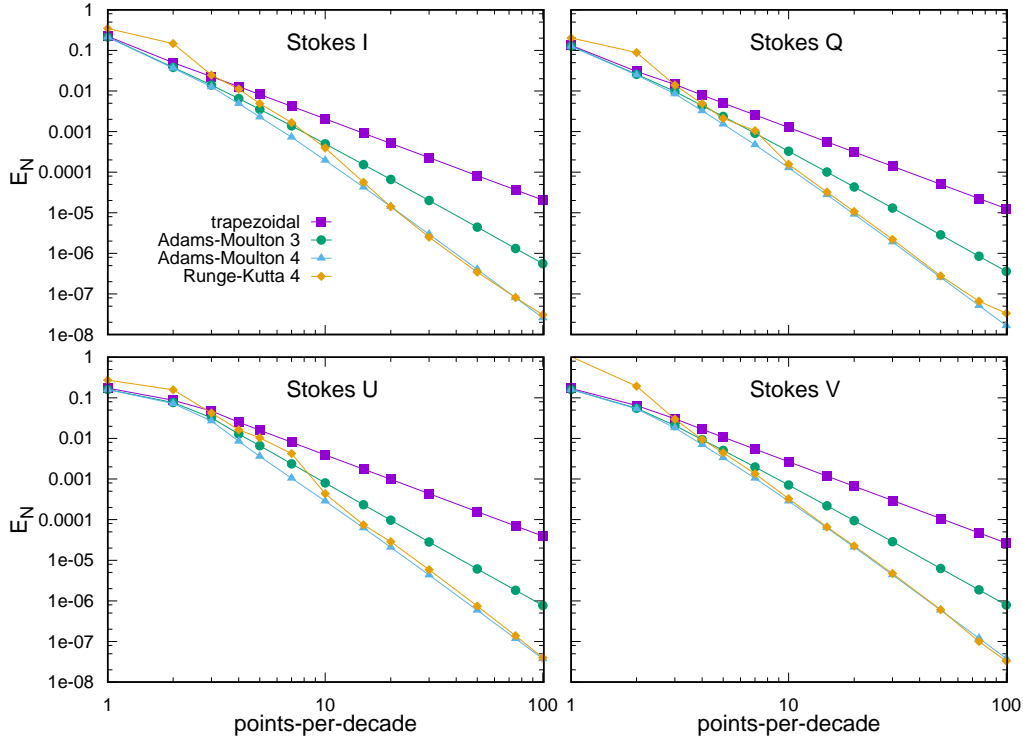 Stokes I
Stokes Q
1
0.1
0.01
0.001
0.0001
1e-05
1e-06
1e-07
1e-08
E_N
trapezoidal
Adams-Moulton 3
Adams-Moulton 4
Runge-Kutta 4
Stokes U
Stokes V
1
0.1
0.01
0.001
0.0001
1e-05
1e-06
1e-07
1e-08
E_N
1
10
100
1
10
100
points-per-decade
points-per-decade